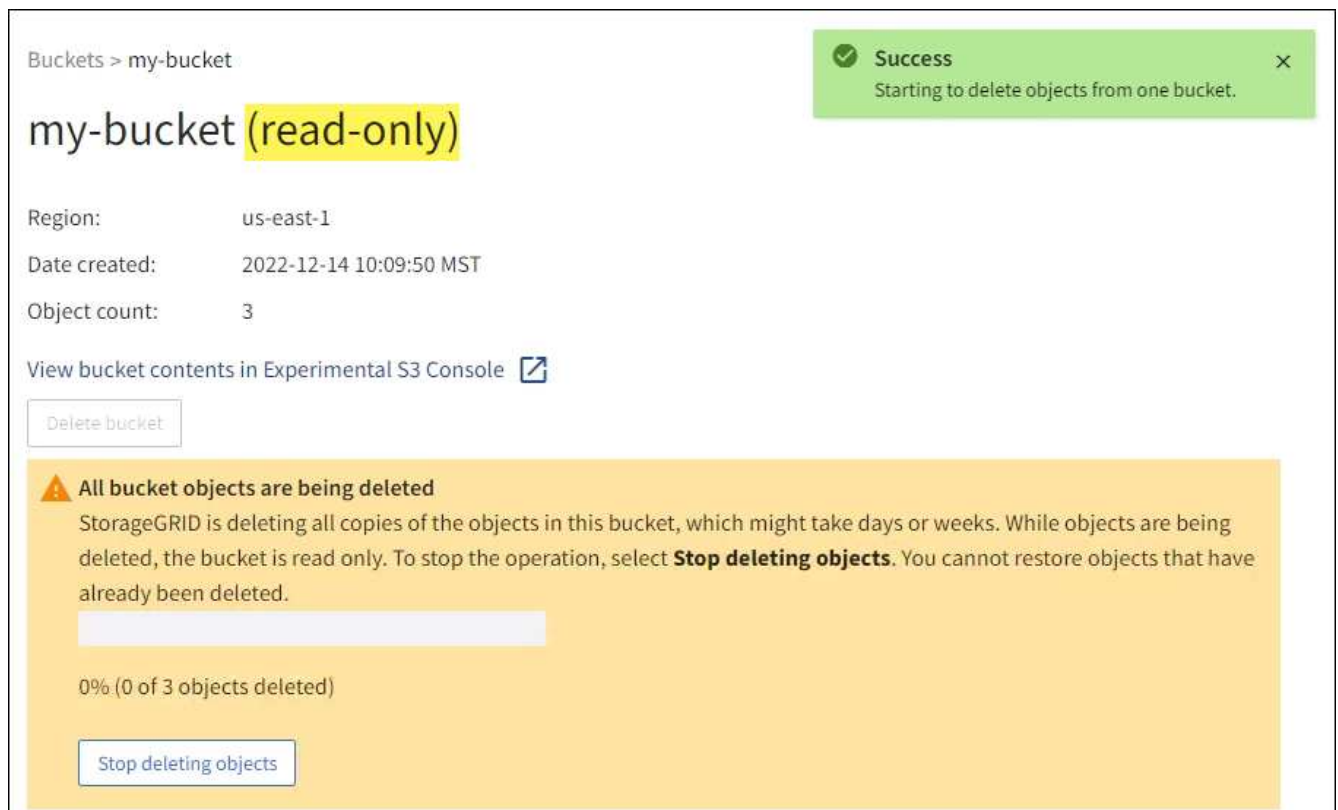 Buckets > my-bucket
Success
Starting to delete objects from one bucket.
my-bucket (read-only)
Region: us-east-1
Date created: 2022-12-14 10:09:50 MST
Object count: 3
View bucket contents in Experimental S3 Console
Delete bucket
All bucket objects are being deleted
StorageGRID is deleting all copies of the objects in this bucket, which might take days or weeks. While objects are being
deleted, the bucket is read only. To stop the operation, select Stop deleting objects. You cannot restore objects that have
already been deleted.
0% (0 of 3 objects deleted)
Stop deleting objects